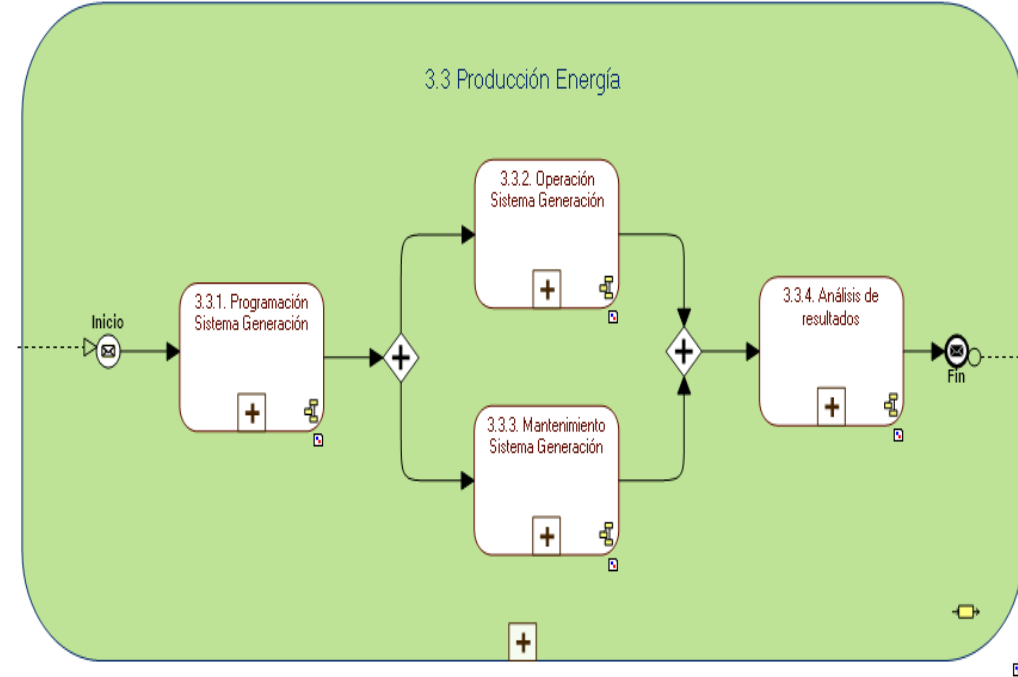 3.3 Producción Energía
3.3.2. Operación
Sistema Generación
3.3.1. Programación
Sistema Generación
3.3.4. Análisis de
resultados
Inicio
Fin
3.3.3. Mantenimiento
Sistema Generación